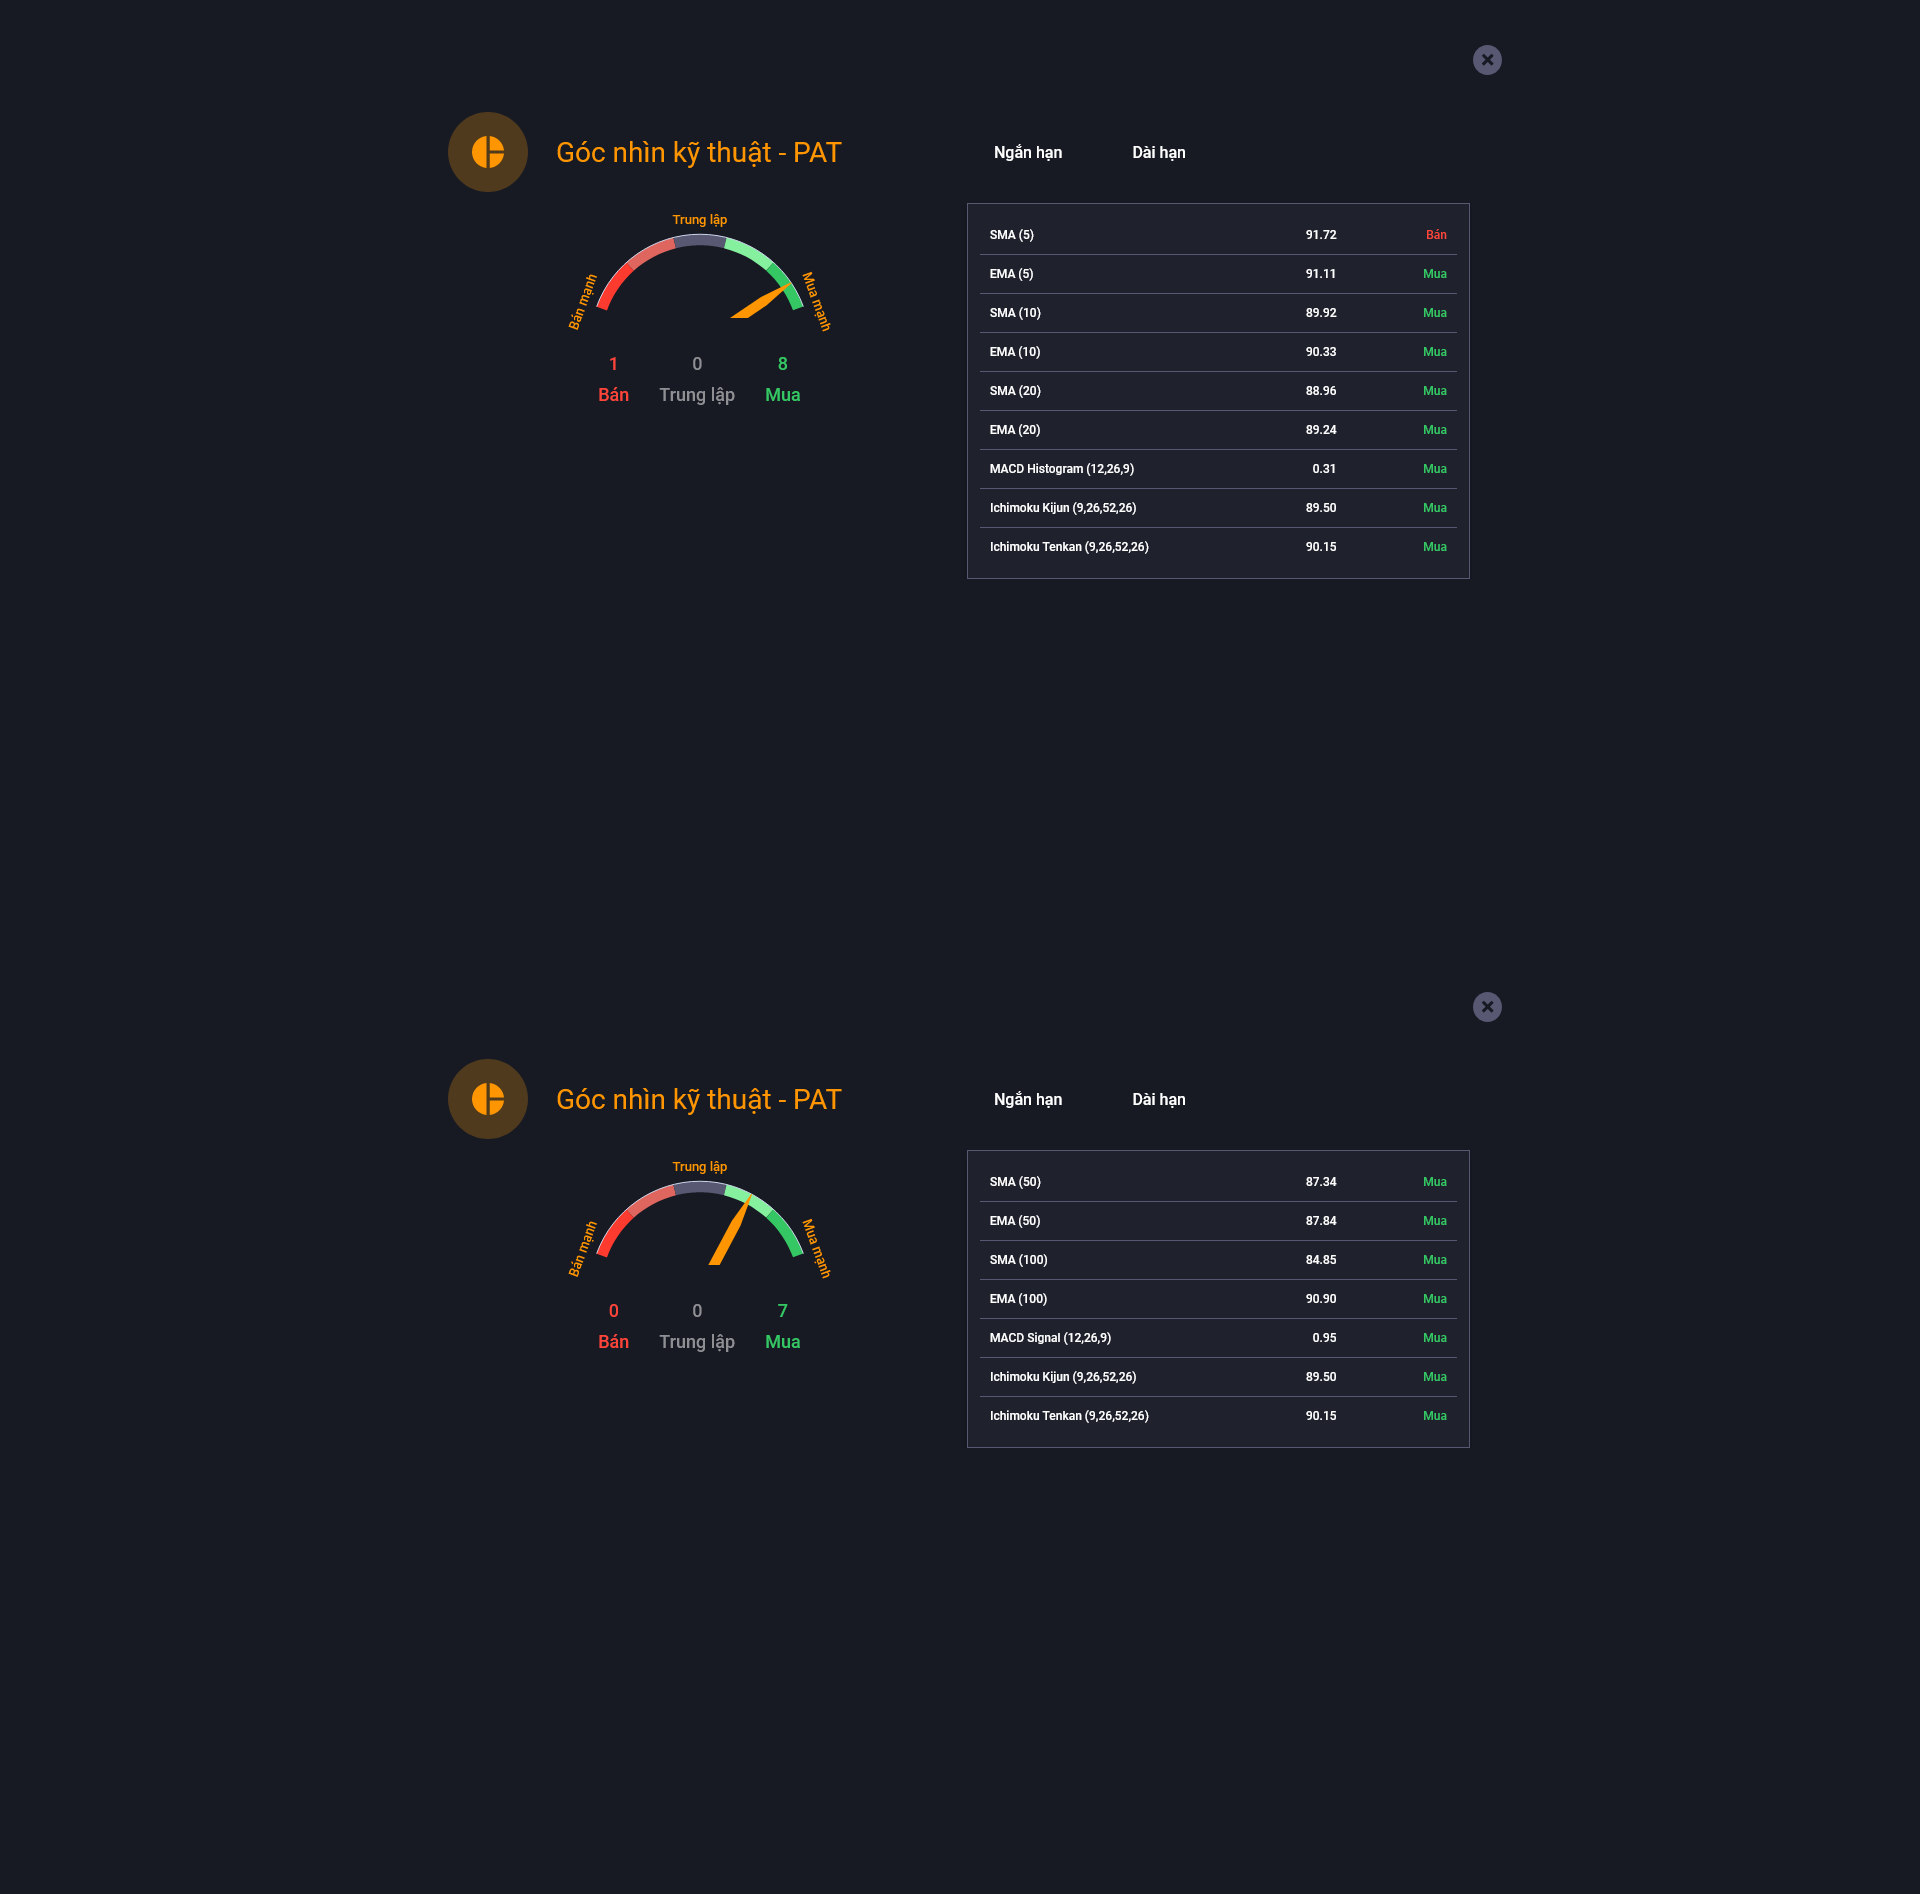 Góc nhìn kỹ thuật - PAT
Ngắn hạn Dài hạn
Trung lập
Bán mạnh
Mua mạnh
1 0 8
Bán Trung lập Mua
SMA (5) 91.72 Bán
EMA (5) 91.11 Mua
SMA (10) 89.92 Mua
EMA (10) 90.33 Mua
SMA (20) 88.96 Mua
EMA (20) 89.24 Mua
MACD Histogram (12,26,9) 0.31 Mua
Ichimoku Kijun (9,26,52,26) 89.50 Mua
Ichimoku Tenkan (9,26,52,26) 90.15 Mua
Góc nhìn kỹ thuật - PAT
Ngắn hạn Dài hạn
Trung lập
Bán mạnh
Mua mạnh
0 0 7
Bán Trung lập Mua
SMA (50) 87.34 Mua
EMA (50) 87.84 Mua
SMA (100) 84.85 Mua
EMA (100) 90.90 Mua
MACD Signal (12,26,9) 0.95 Mua
Ichimoku Kijun (9,26,52,26) 89.50 Mua
Ichimoku Tenkan (9,26,52,26) 90.15 Mua